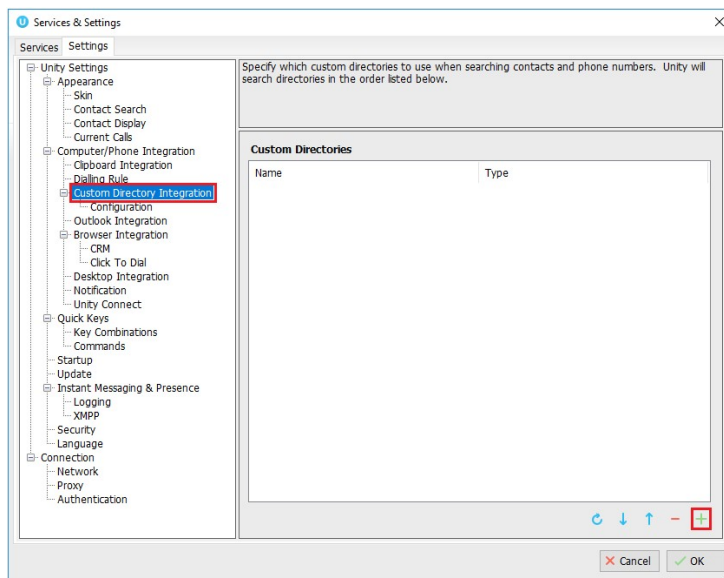 Services & Settings
Services Settings
Unity Settings
Appearance
Skin
Contact Search
Contact Display
Current Calls
Computer/Phone Integration
Clipboard Integration
Dialling Rule
Custom Directory Integration
Configuration
Outlook Integration
Browser Integration
CRM
Click To Dial
Desktop Integration
Notification
Unity Connect
Quick Keys
Key Combinations
Commands
Startup
Update
Instant Messaging & Presence
Logging
XMPP
Security
Language
Connection
Network
Proxy
Authentication
Specify which custom directories to use when searching contacts and phone numbers. Unity will
search directories in the order listed below.
Custom Directories
Name Type
Cancel OK